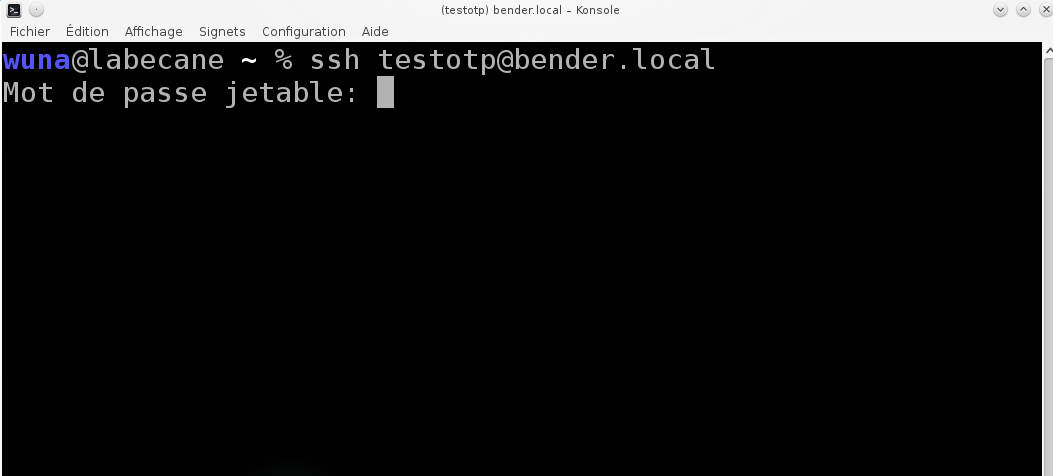 (testotp) bender.local – Konsole
Fichier Édition Affichage Signets Configuration Aide
wuna@labecane ~ % ssh testotp@bender.local
Mot de passe jetable: